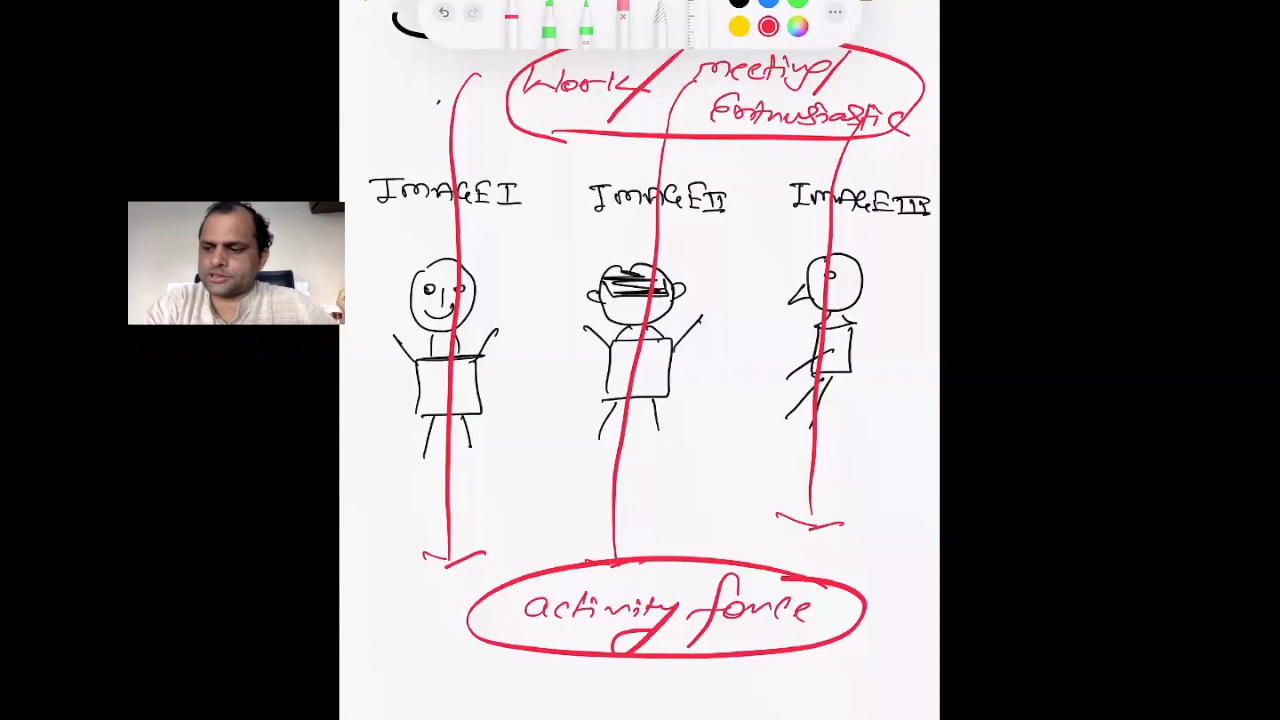 Work/ meeting/
Enthusiastic
IMAGE I
IMAGE II
IMAGE III
activity force